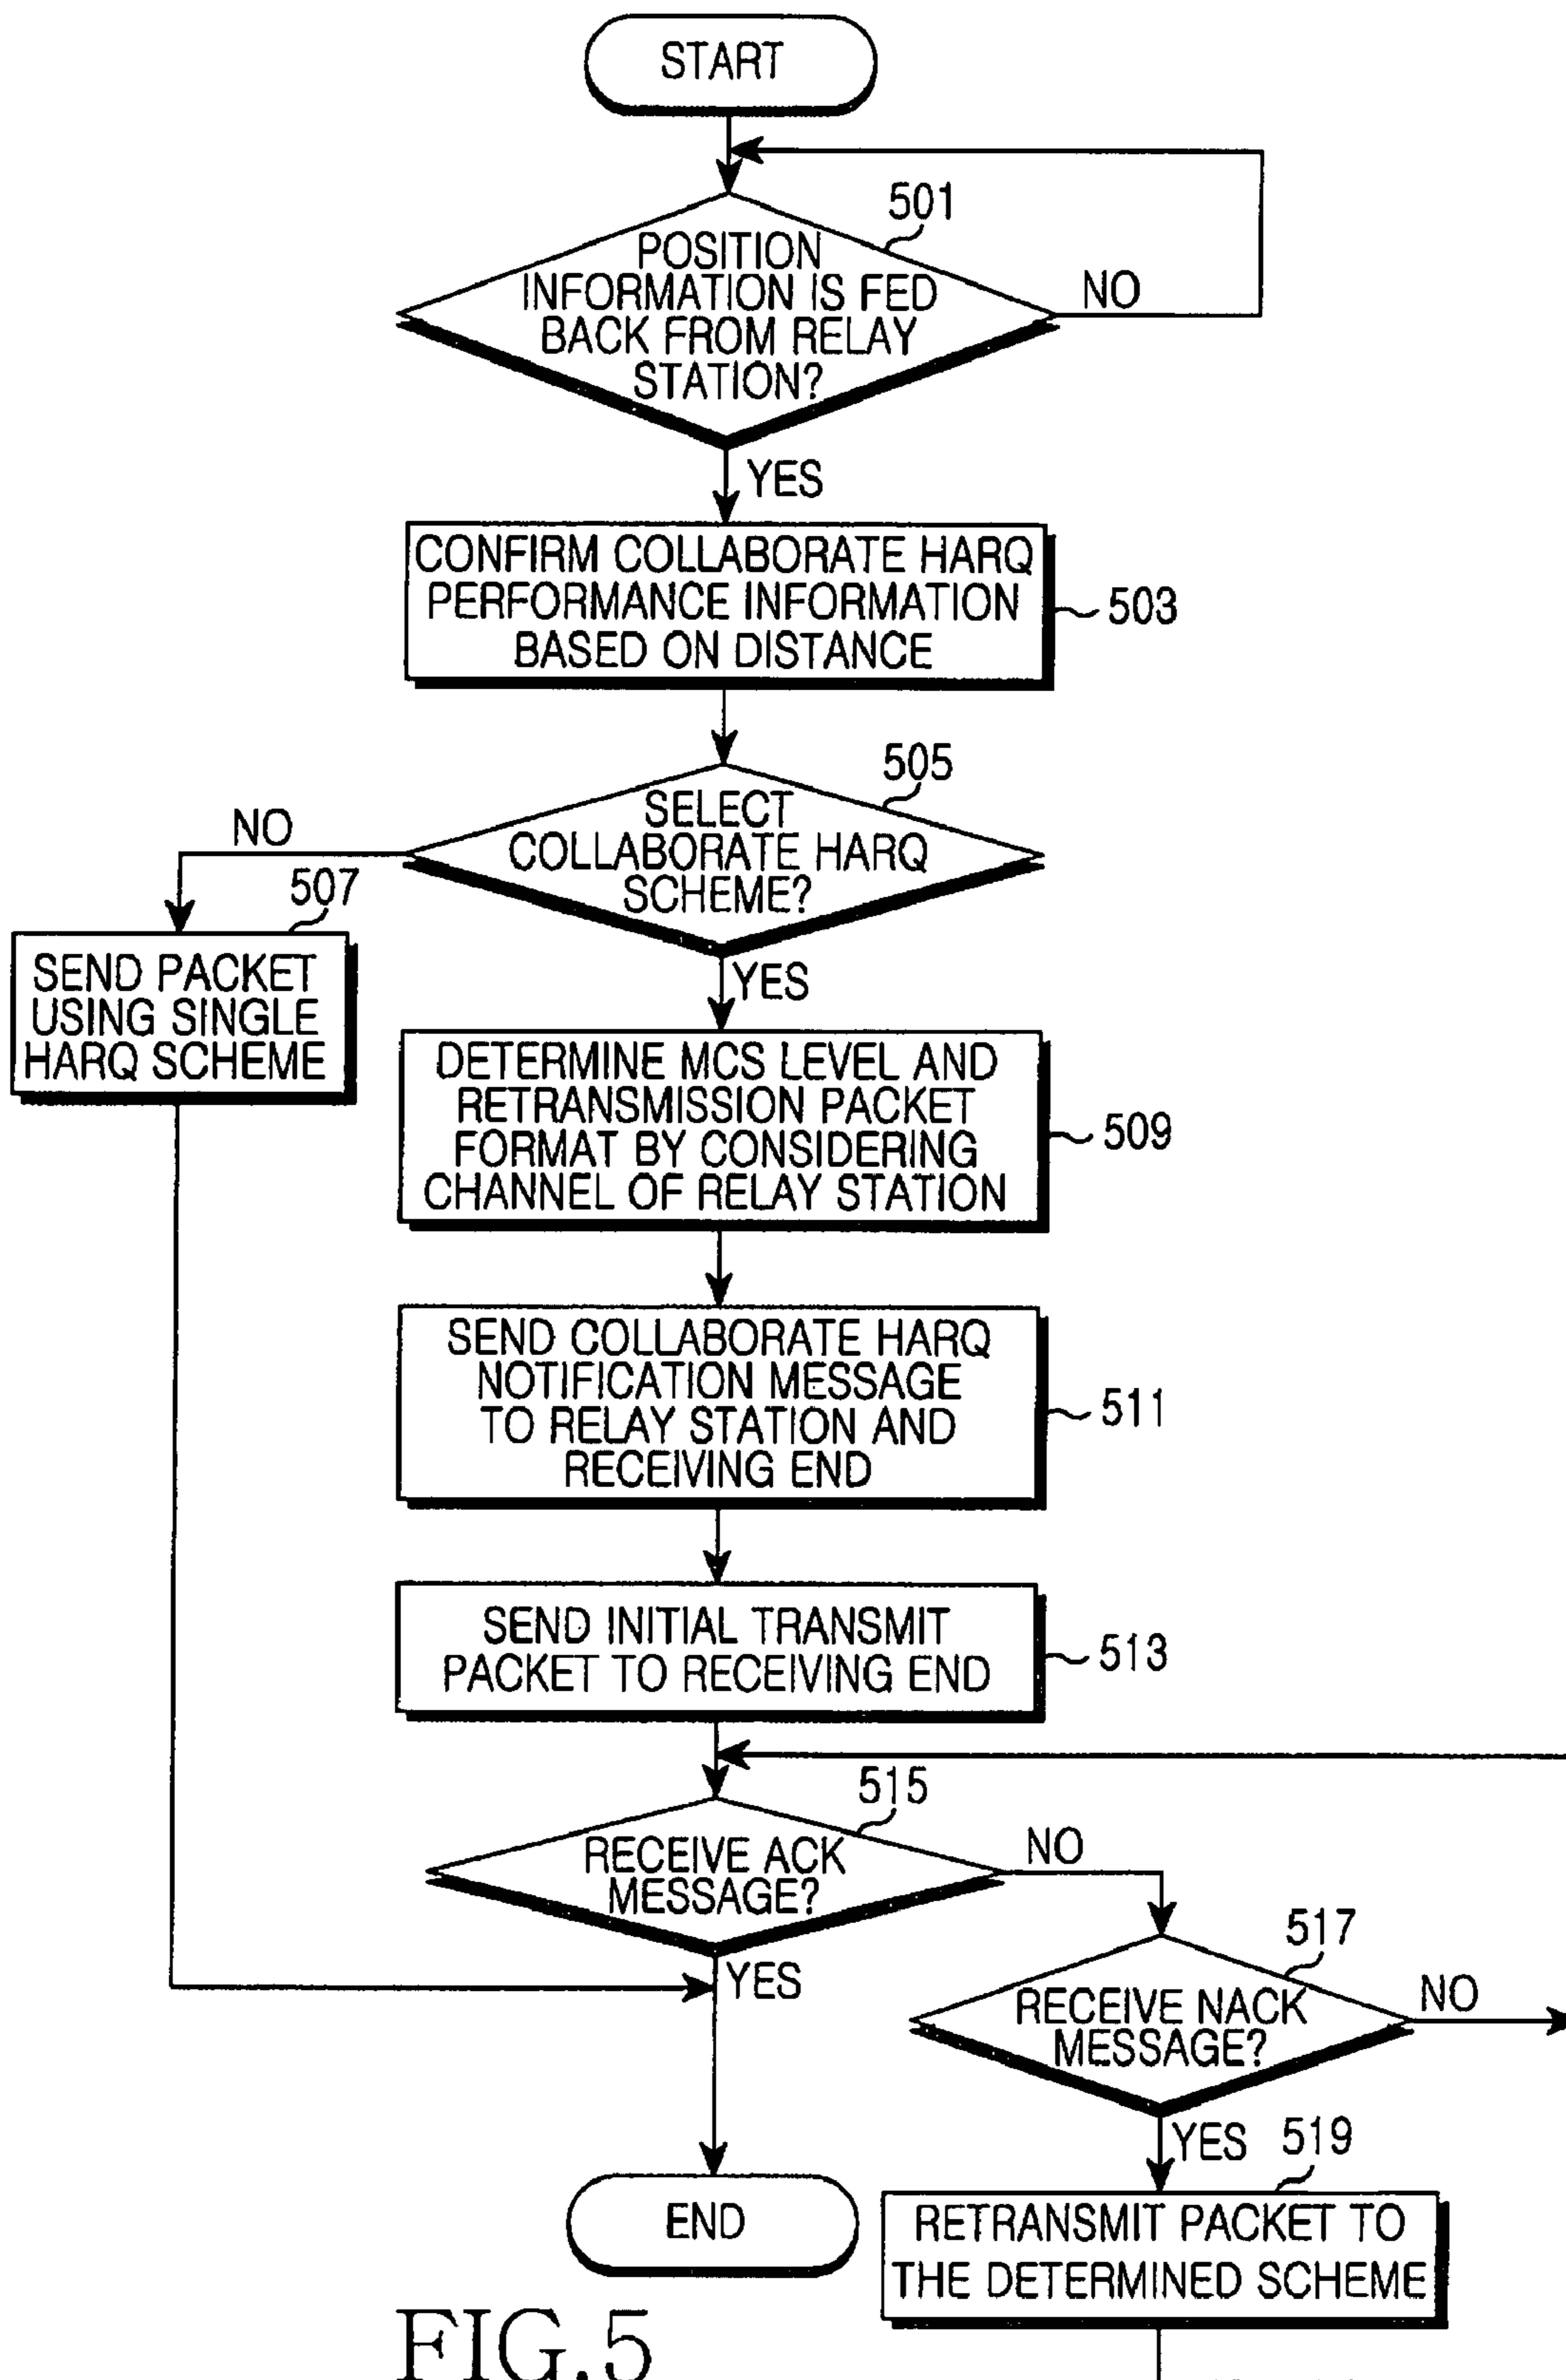 START
501
POSITION
INFORMATION IS FED
BACK FROM RELAY
STATION?
NO
YES
CONFIRM COLLABORATE HARQ
PERFORMANCE INFORMATION
BASED ON DISTANCE
503
505
SELECT
COLLABORATE HARQ
SCHEME?
NO
507
SEND PACKET
USING SINGLE
HARQ SCHEME
YES
DETERMINE MCS LEVEL AND
RETRANSMISSION PACKET
FORMAT BY CONSIDERING
CHANNEL OF RELAY STATION
509
SEND COLLABORATE HARQ
NOTIFICATION MESSAGE
TO RELAY STATION AND
RECEIVING END
511
SEND INITIAL TRANSMIT
PACKET TO RECEIVING END
513
515
RECEIVE ACK
MESSAGE?
NO
YES
517
RECEIVE NACK
MESSAGE?
NO
YES
519
RETRANSMIT PACKET TO
THE DETERMINED SCHEME
END
FIG.5